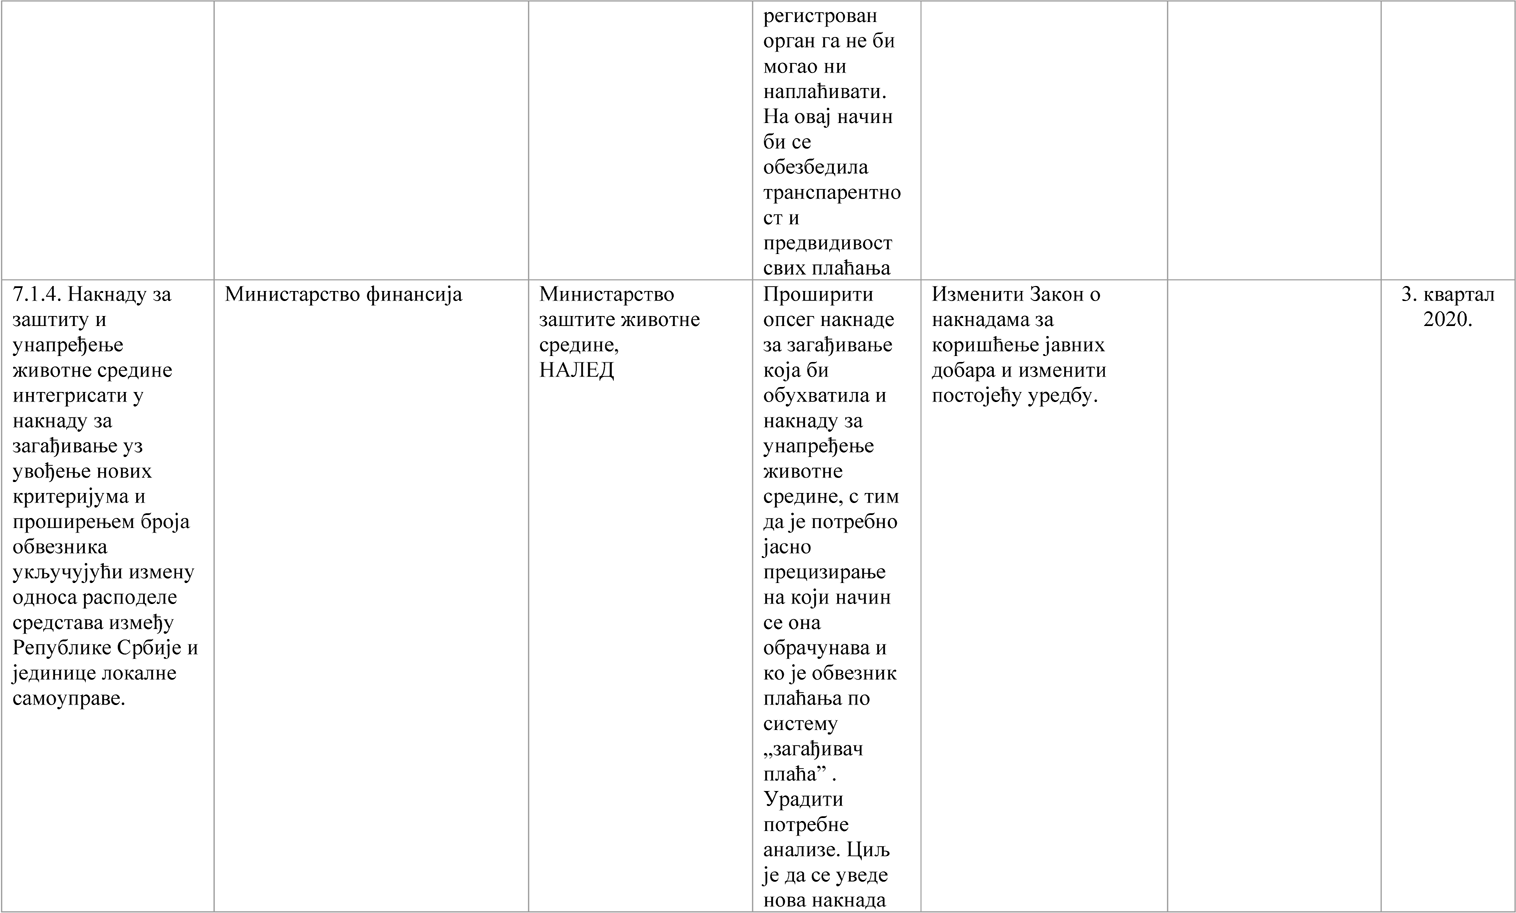 регистрован
орган га не би
могао ни
наплаћивати.
На овај начин
би се
обезбедила
транспарентно
ст и
предвидивост
свих плаћања
7.1.4. Накнаду за
заштиту и
унапређење
животне средине
интегрисати у
накнаду за
загађивање уз
увођење нових
критеријума и
проширењем броја
обвезника
укључујући измену
односа расподеле
средстава између
Републике Србије и
јединице локалне
самоуправе.
Министарство финансија
Министарство
заштите животне
средине,
НАЛЕД
Проширити
опсег накнаде
за загађивање
која би
обухватила и
накнаду за
унапређење
животне
средине, с тим
да је потребно
јасно
прецизирање
на који начин
се она
обрачунава и
ко је обвезник
плаћања по
систему
„загађивач
плаћа” .
Урадити
потребне
анализе. Циљ
је да се уведе
нова накнада
Изменити Закон о
накнадама за
коришћење јавних
добара и изменити
постојећу уредбу.
3. квартал
2020.